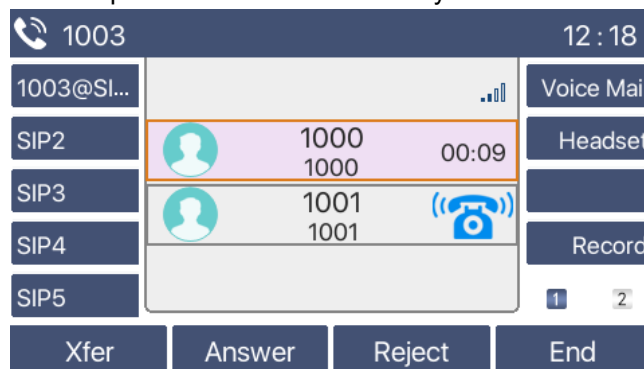 1003
12:18
1003@SI...
Voice Mai
SIP2
1000
1000
00:09
Headset
SIP3
1001
1001
SIP4
Record
SIP5
1
2
Xfer
Answer
Reject
End